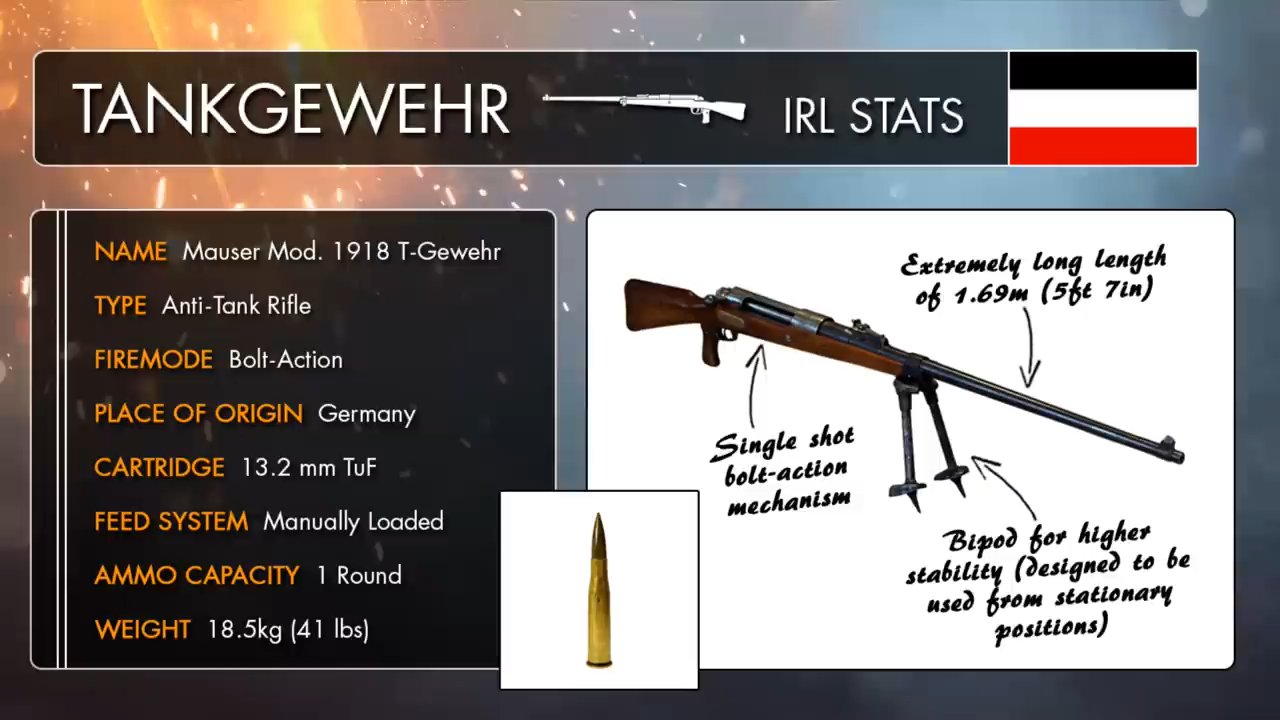 TANKGEWEHR
IRL STATS
NAME Mauser Mod. 1918 T-Gewehr
TYPE Anti-Tank Rifle
FIREMODE Bolt-Action
PLACE OF ORIGIN Germany
CARTRIDGE 13.2 mm TuF
FEED SYSTEM Manually Loaded
AMMO CAPACITY 1 Round
WEIGHT 18.5kg (41 lbs)
Extremely long length
of 1.69m (5ft 7in)
Single shot
bolt-action
mechanism
Bipod for higher
stability (designed to be
used from stationary
positions)